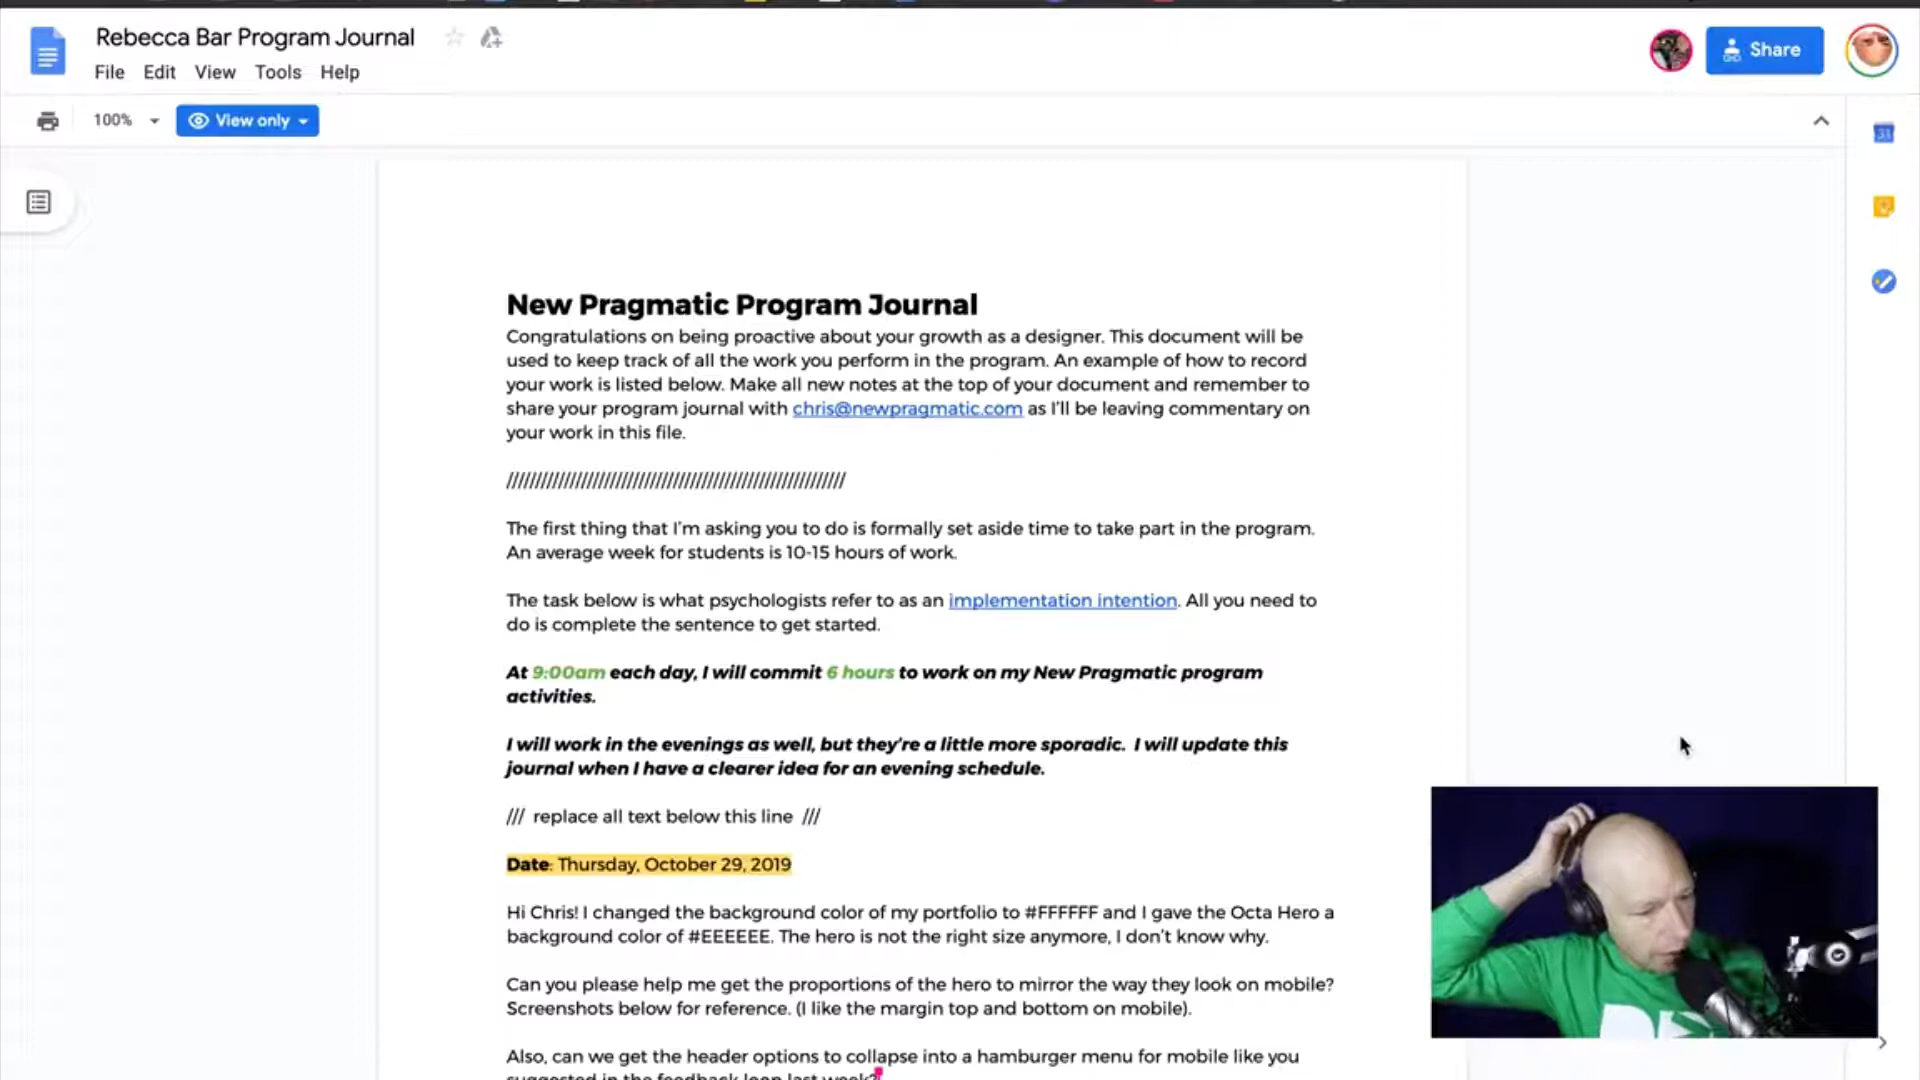 Rebecca Bar Program Journal
File Edit View Tools Help
Share
100%
View only
31
New Pragmatic Program Journal
Congratulations on being proactive about your growth as a designer. This document will be
used to keep track of all the work you perform in the program. An example of how to record
your work is listed below. Make all new notes at the top of your document and remember to
share your program journal with chris@newpragmatic.com as I'll be leaving commentary on
your work in this file.
//////////////////////////////////////////////////////////
The first thing that I'm asking you to do is formally set aside time to take part in the program.
An average week for students is 10-15 hours of work.
The task below is what psychologists refer to as an implementation intention. All you need to
do is complete the sentence to get started.
At 9:00am each day, I will commit 6 hours to work on my New Pragmatic program
activities.
I will work in the evenings as well, but they're a little more sporadic. I will update this
journal when I have a clearer idea for an evening schedule.
/// replace all text below this line ///
Date: Thursday, October 29, 2019
Hi Chris! I changed the background color of my portfolio to #FFFFFF and I gave the Octa Hero a
background color of #EEEEEE. The hero is not the right size anymore, I don't know why.
Can you please help me get the proportions of the hero to mirror the way they look on mobile?
Screenshots below for reference. (I like the margin top and bottom on mobile).
Also, can we get the header options to collapse into a hamburger menu for mobile like you
suggested in the feedback loop last week?